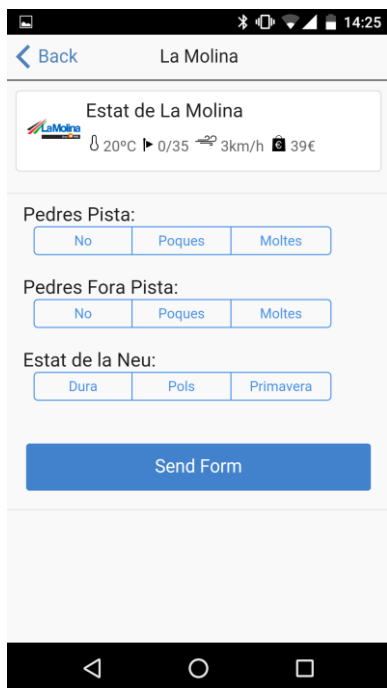 14:25
Back La Molina
Estat de La Molina
LaMolina
20ºC 0/35 3km/h € 39€
Pedres Pista:
No Poques Moltes
Pedres Fora Pista:
No Poques Moltes
Estat de la Neu:
Dura Pols Primavera
Send Form